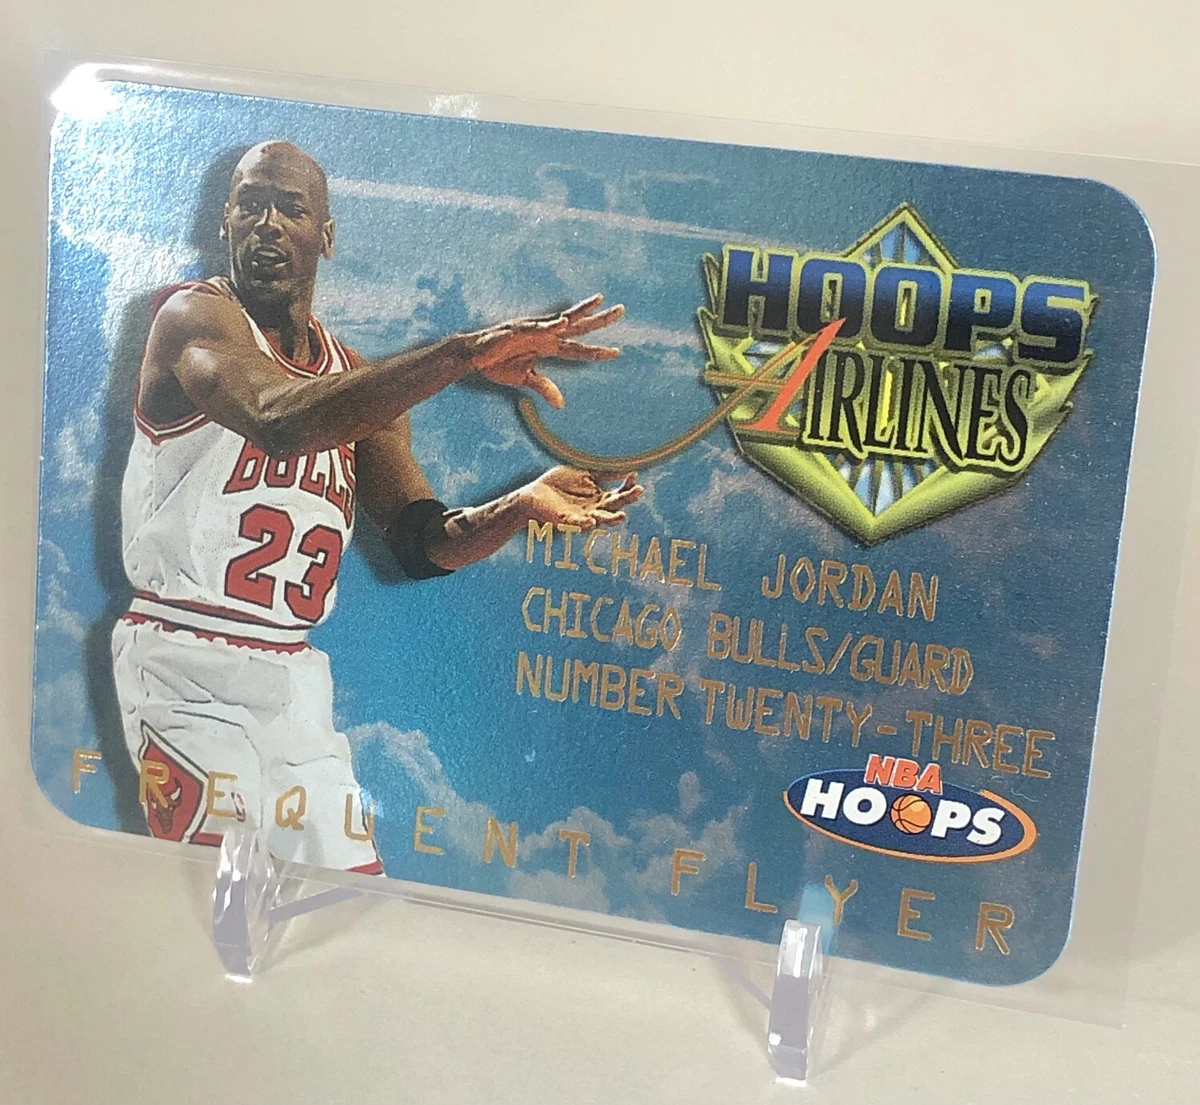 HOOPS
AIRLINES
BULLS
23
MICHAEL JORDAN
CHICAGO BULLS/GUARD
NUMBER TWENTY-THREE
NBA
HOOPS
FREQUENT FLYER